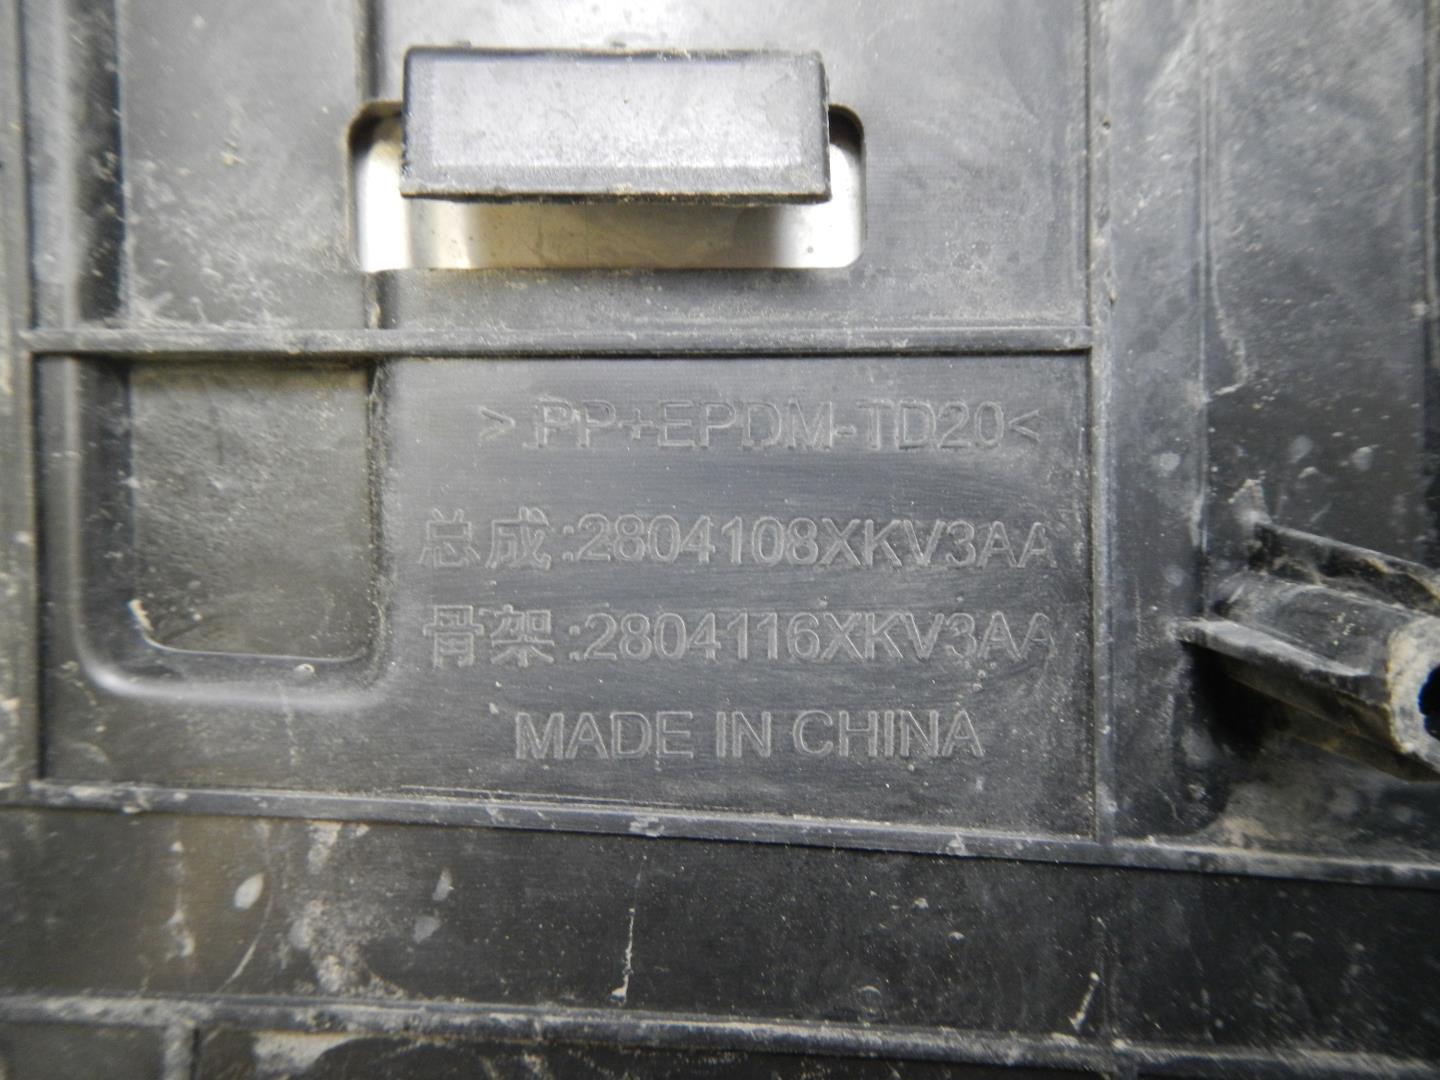 >PP+EPDM-TD20<
总成:2804108XKV3AA
骨架:2804116XKV3AA
MADE IN CHINA